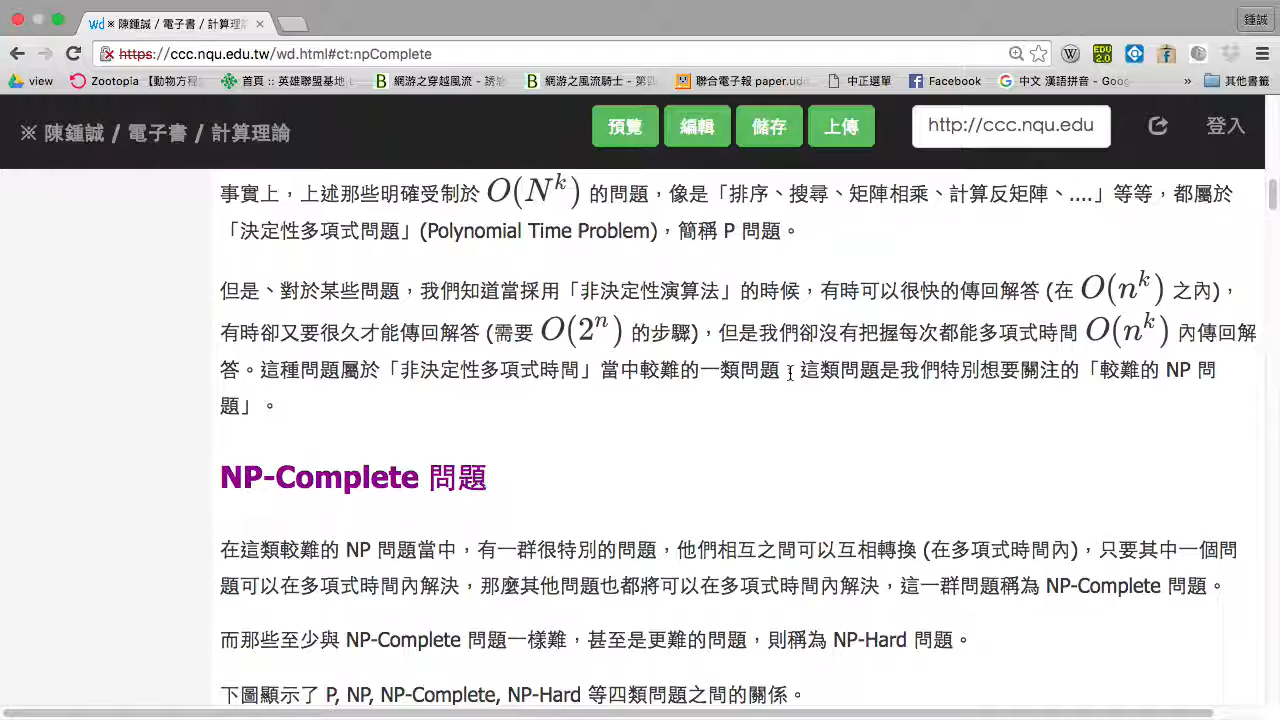 wd ※ 陳鍾誠 / 電子書 / 計算理
鍾誠
https://ccc.nqu.edu.tw/wd.html#ct:npComplete
view Zootopia 【動物方程 首頁 :: 英雄聯盟基地 網游之穿越風流 - 網游之風流騎士 - 第四 聯合電子報 paper.ude 中正選單 Facebook 中文 漢語拼音 - Goo » 其他書籤
※ 陳鍾誠 / 電子書 / 計算理論 預覽 編輯 儲存 上傳 http://ccc.nqu.edu 登入
事實上,上述那些明確受制於 O(N^k) 的問題,像是「排序、搜尋、矩陣相乘、計算反矩陣、....」等等,都屬於
「決定性多項式問題」(Polynomial Time Problem),簡稱 P 問題。
但是、對於某些問題,我們知道當採用「非決定性演算法」的時候,有時可以很快的傳回解答 (在 O(n^k) 之內),
有時卻又要很久才能傳回解答 (需要 O(2^n) 的步驟),但是我們卻沒有把握每次都能多項式時間 O(n^k) 內傳回解
答。這種問題屬於「非決定性多項式時間」當中較難的一類問題,這類問題是我們特別想要關注的「較難的 NP 問
題」。
NP-Complete 問題
在這類較難的 NP 問題當中,有一群很特別的問題,他們相互之間可以互相轉換 (在多項式時間內),只要其中一個問
題可以在多項式時間內解決,那麼其他問題也都將可以在多項式時間內解決,這一群問題稱為 NP-Complete 問題。
而那些至少與 NP-Complete 問題一樣難,甚至是更難的問題,則稱為 NP-Hard 問題。
下圖顯示了 P, NP, NP-Complete, NP-Hard 等四類問題之間的關係。